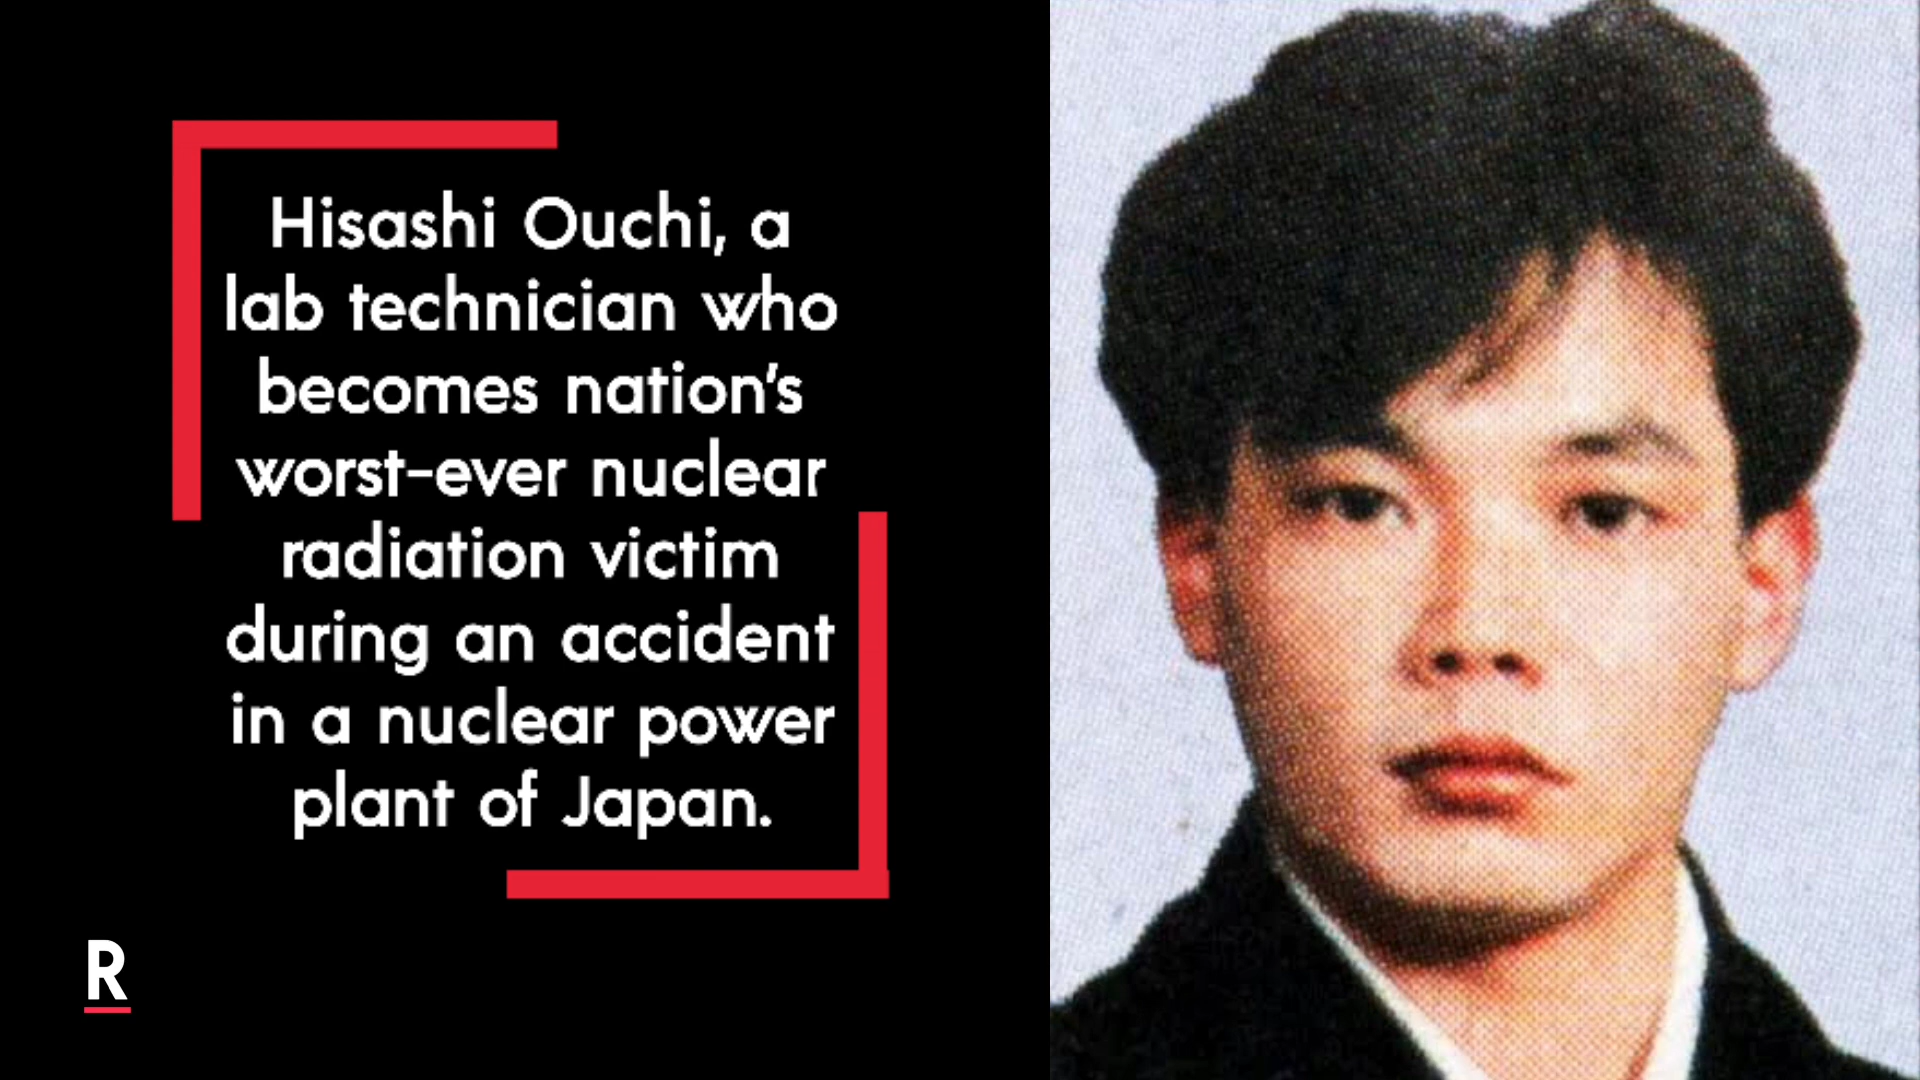 Hisashi Ouchi, a
lab technician who
becomes nation's
worst-ever nuclear
radiation victim
during an accident
in a nuclear power
plant of Japan.
R